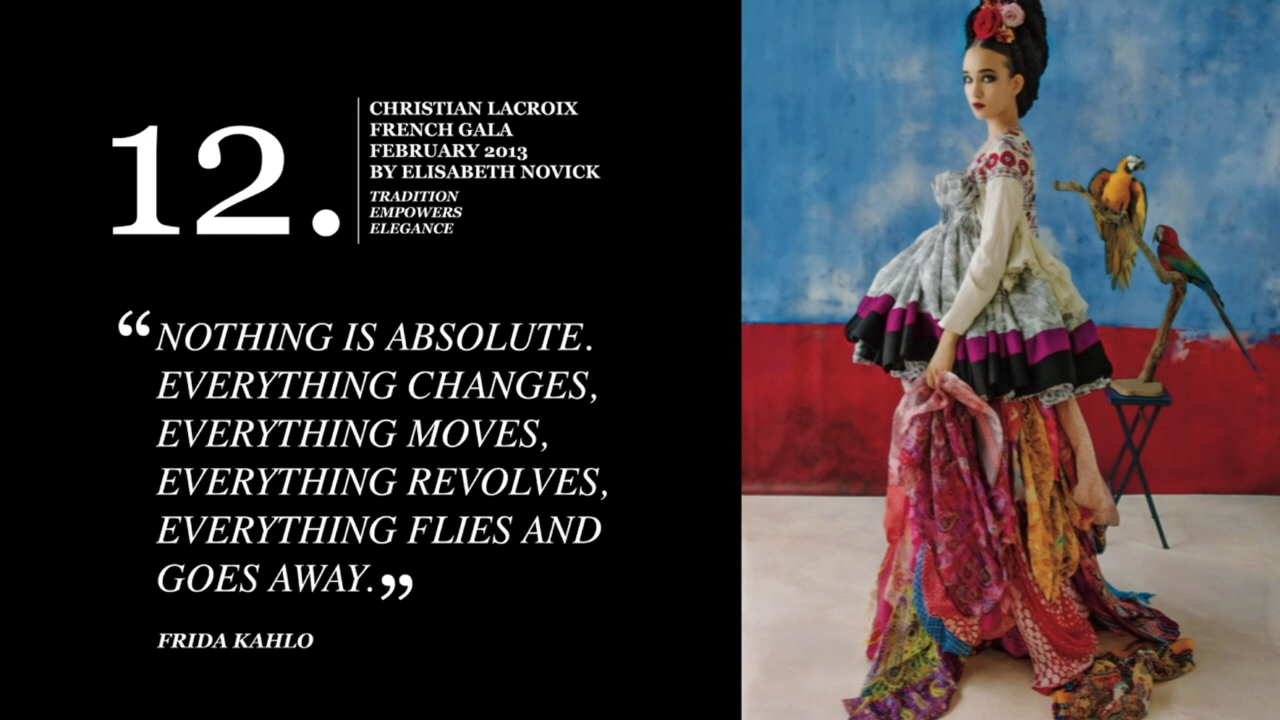 12.
CHRISTIAN LACROIX
FRENCH GALA
FEBRUARY 2013
BY ELISABETH NOVICK
TRADITION
EMPOWERS
ELEGANCE
“NOTHING IS ABSOLUTE.
EVERYTHING CHANGES,
EVERYTHING MOVES,
EVERYTHING REVOLVES,
EVERYTHING FLIES AND
GOES AWAY.”
FRIDA KAHLO